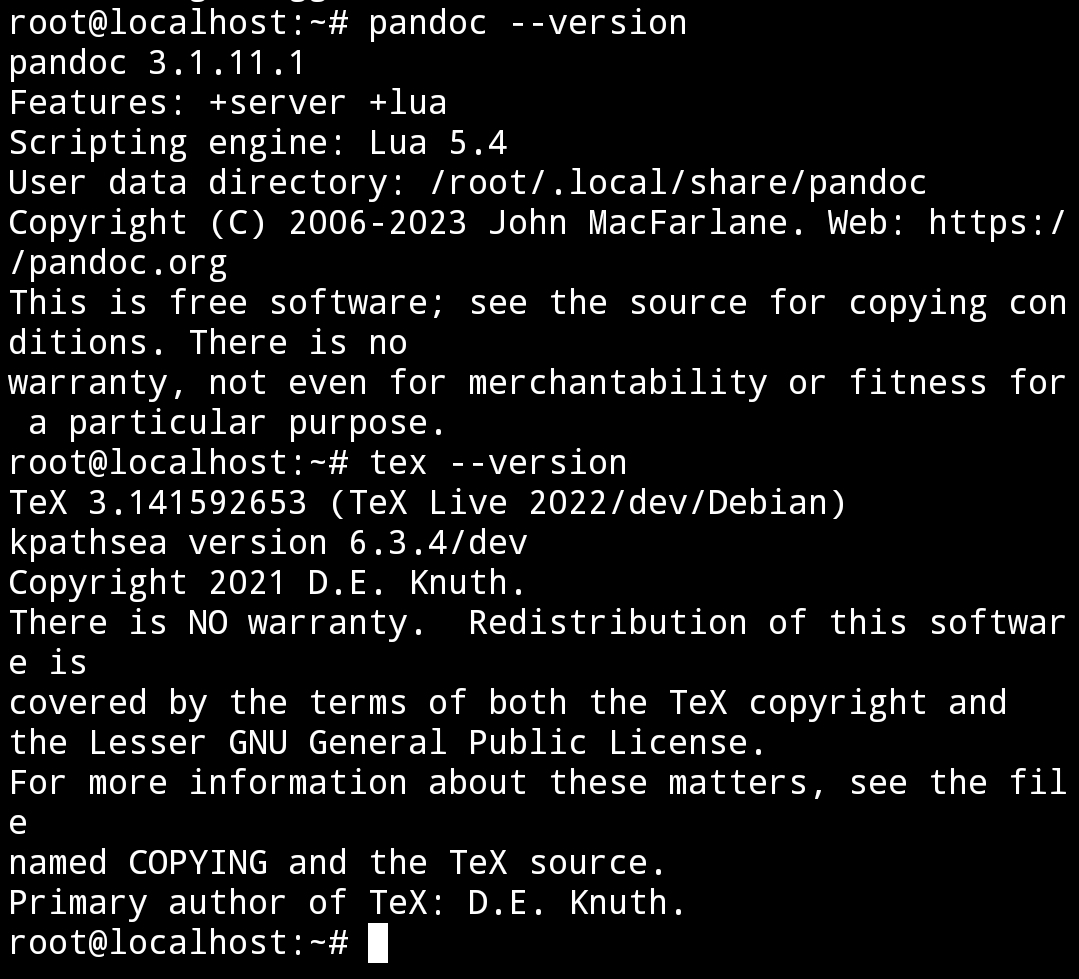 root@localhost:~# pandoc --version
pandoc 3.1.11.1
Features: +server +lua
Scripting engine: Lua 5.4
User data directory: /root/.local/share/pandoc
Copyright (C) 2006-2023 John MacFarlane. Web: https:/
/pandoc.org
This is free software; see the source for copying con
ditions. There is no
warranty, not even for merchantability or fitness for
 a particular purpose.
root@localhost:~# tex --version
TeX 3.141592653 (TeX Live 2022/dev/Debian)
kpathsea version 6.3.4/dev
Copyright 2021 D.E. Knuth.
There is NO warranty.  Redistribution of this softwar
e is
covered by the terms of both the TeX copyright and
the Lesser GNU General Public License.
For more information about these matters, see the fil
e
named COPYING and the TeX source.
Primary author of TeX: D.E. Knuth.
root@localhost:~#